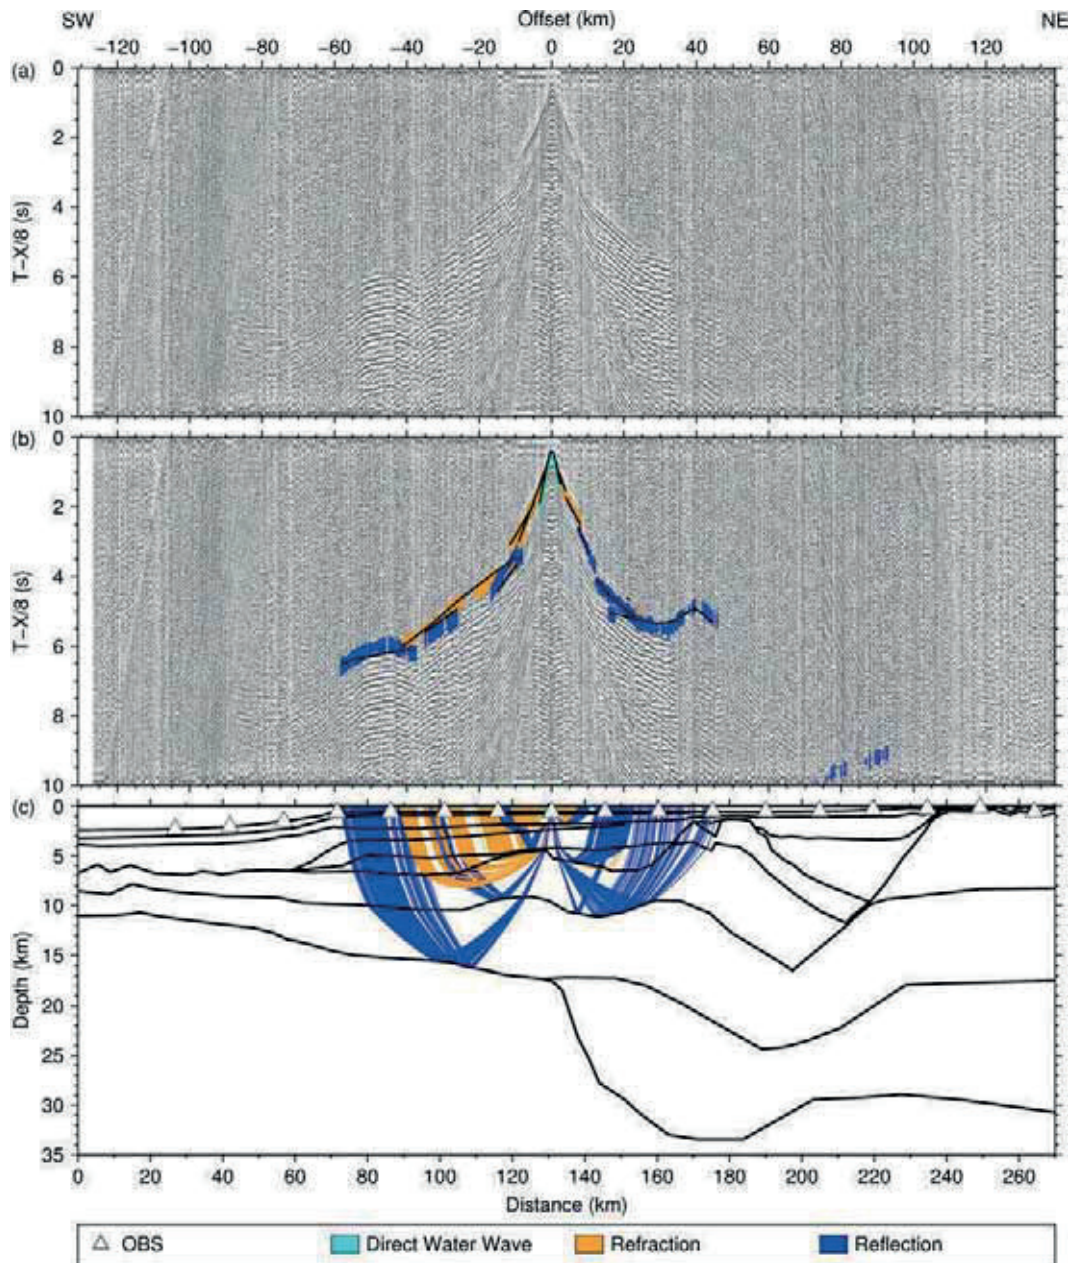 SW Offset (km) NE
−120 −100 −80 −60 −40 −20 0 20 40 60 80 100 120
(a) 0
2
4
6
8
10
T−X/8 (s)
(b) 0
2
4
6
8
10
T−X/8 (s)
(c) 0
5
10
15
20
25
30
35
Depth (km)
0 20 40 60 80 100 120 140 160 180 200 220 240 260
Distance (km)
OBS Direct Water Wave Refraction Reflection